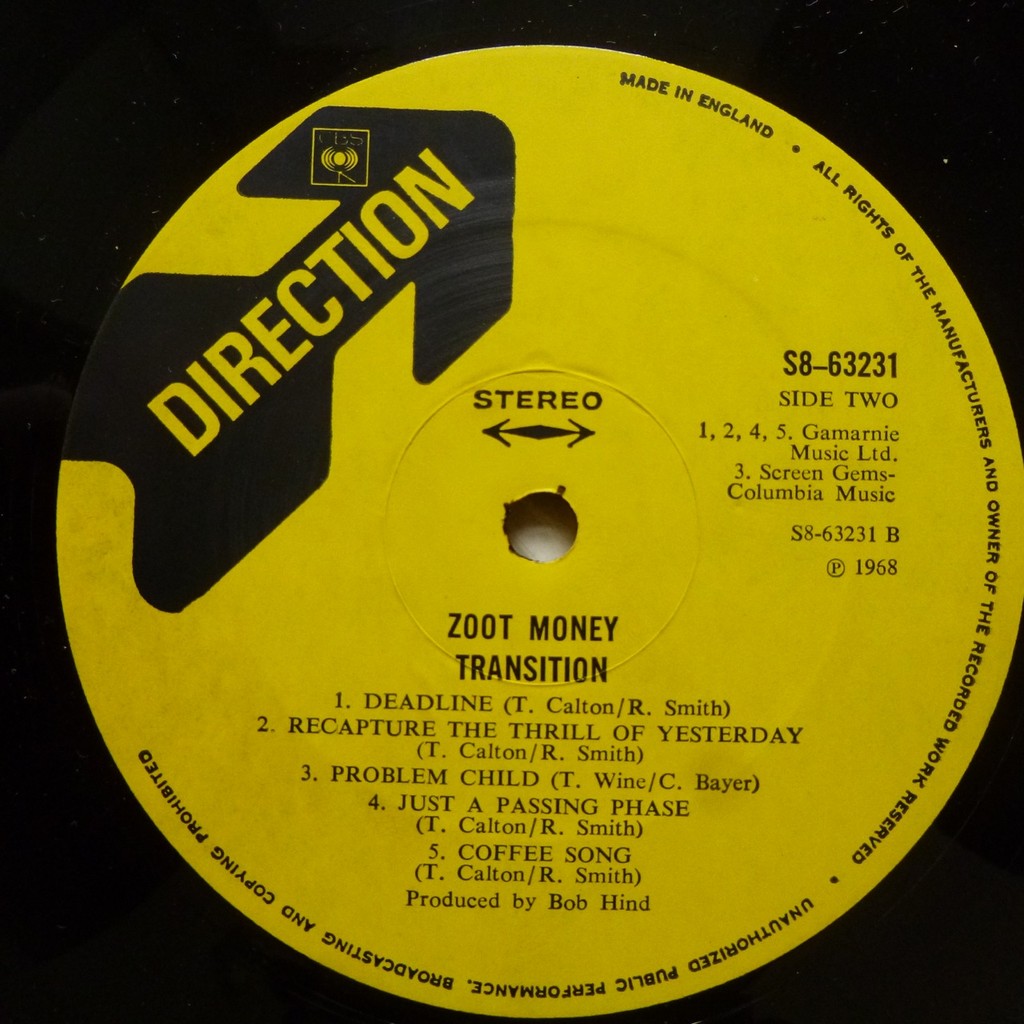 CBS
DIRECTION
MADE IN ENGLAND • ALL RIGHTS OF THE MANUFACTURERS AND OWNER OF THE RECORDED WORK RESERVED • UNAUTHORIZED PUBLIC PERFORMANCE, BROADCASTING AND COPYING PROHIBITED
STEREO
S8-63231
SIDE TWO
1, 2, 4, 5. Gamarnie
Music Ltd.
3. Screen Gems-
Columbia Music
S8-63231 B
℗ 1968
ZOOT MONEY
TRANSITION
1. DEADLINE (T. Calton/R. Smith)
2. RECAPTURE THE THRILL OF YESTERDAY
(T. Calton/R. Smith)
3. PROBLEM CHILD (T. Wine/C. Bayer)
4. JUST A PASSING PHASE
(T. Calton/R. Smith)
5. COFFEE SONG
(T. Calton/R. Smith)
Produced by Bob Hind